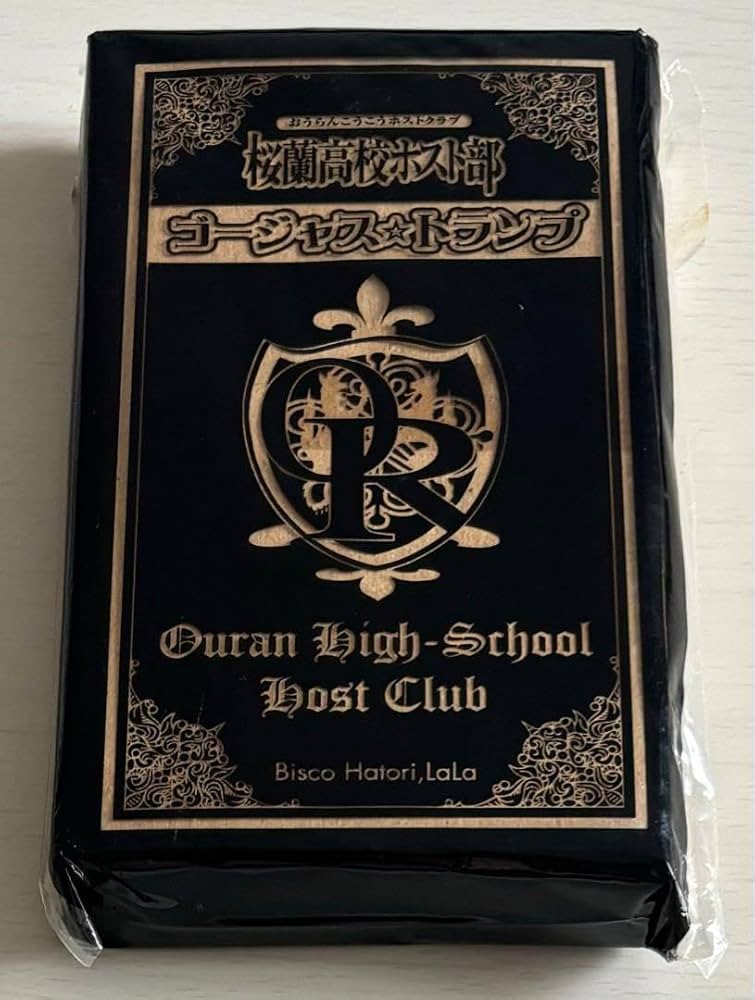 おうらんこうこうホストクラブ
桜蘭高校ホスト部
ゴージャス☆トランプ
OR
Ouran High-School
Host Club
Bisco Hatori,LaLa